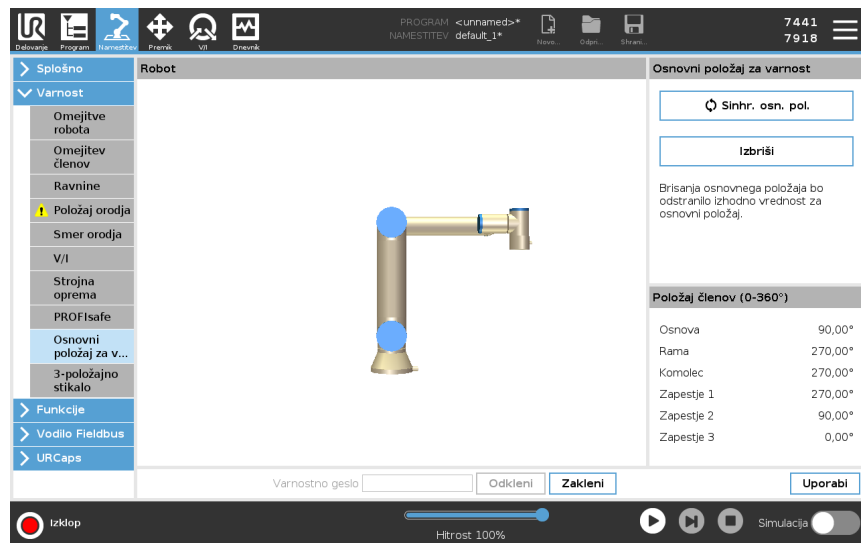 PROGRAM <unnamed>*
NAMESTITEV default_1*
7441
7918
Delovanje Program Namestitev Premik V/I Dnevnik
Novo... Odpri... Shrani...
Splošno
Varnost
Omejitve
robota
Omejitev
členov
Ravnine
Položaj orodja
Smer orodja
V/I
Strojna
oprema
PROFIsafe
Osnovni
položaj za v...
3-položajno
stikalo
Funkcije
Vodilo Fieldbus
URCaps
Robot
Osnovni položaj za varnost
Sinhr. osn. pol.
Izbriši
Brisanja osnovnega položaja bo
odstranilo izhodno vrednost za
osnovni položaj.
Položaj členov (0-360°)
Osnova 90,00°
Rama 270,00°
Komolec 270,00°
Zapestje 1 270,00°
Zapestje 2 90,00°
Zapestje 3 0,00°
Varnostno geslo Odkleni Zakleni Uporabi
Izklop
Hitrost 100%
Simulacija